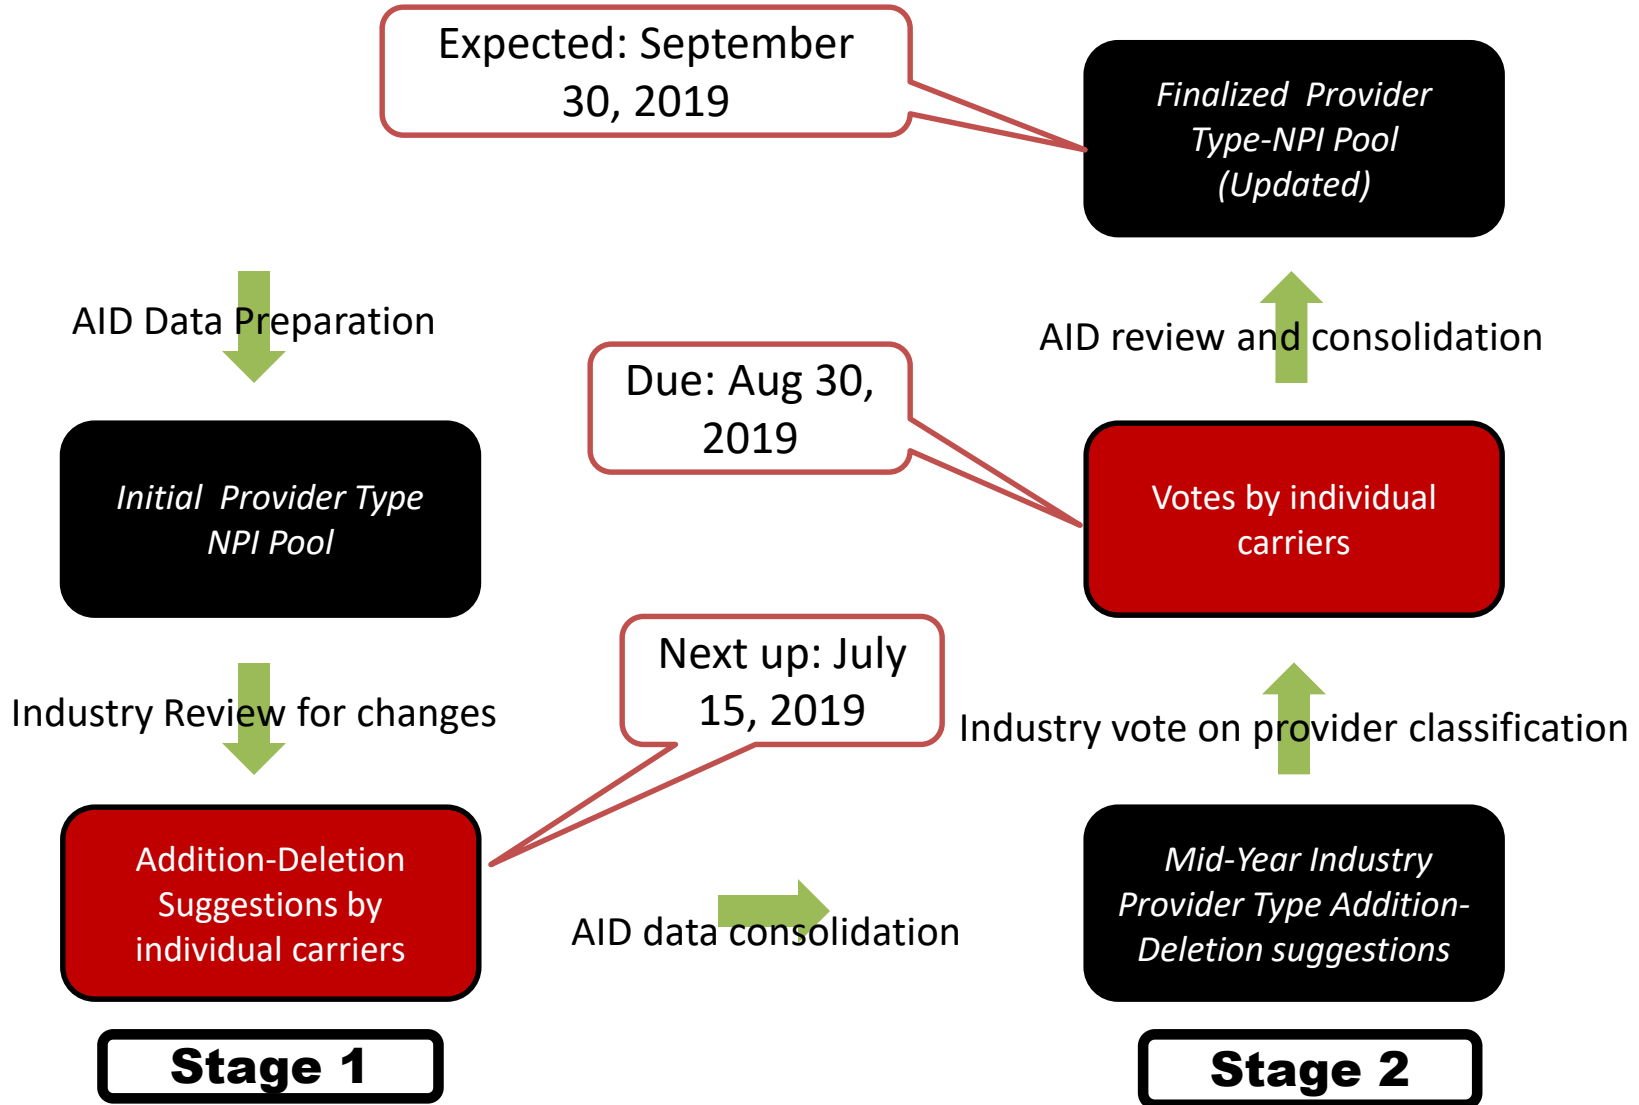 Expected: September
30, 2019
Finalized Provider
Type-NPI Pool
(Updated)
AID Data Preparation
AID review and consolidation
Due: Aug 30,
2019
Initial Provider Type
NPI Pool
Votes by individual
carriers
Next up: July
15, 2019
Industry Review for changes
Industry vote on provider classification
Addition-Deletion
Suggestions by
individual carriers
AID data consolidation
Mid-Year Industry
Provider Type Addition-
Deletion suggestions
Stage 1
Stage 2